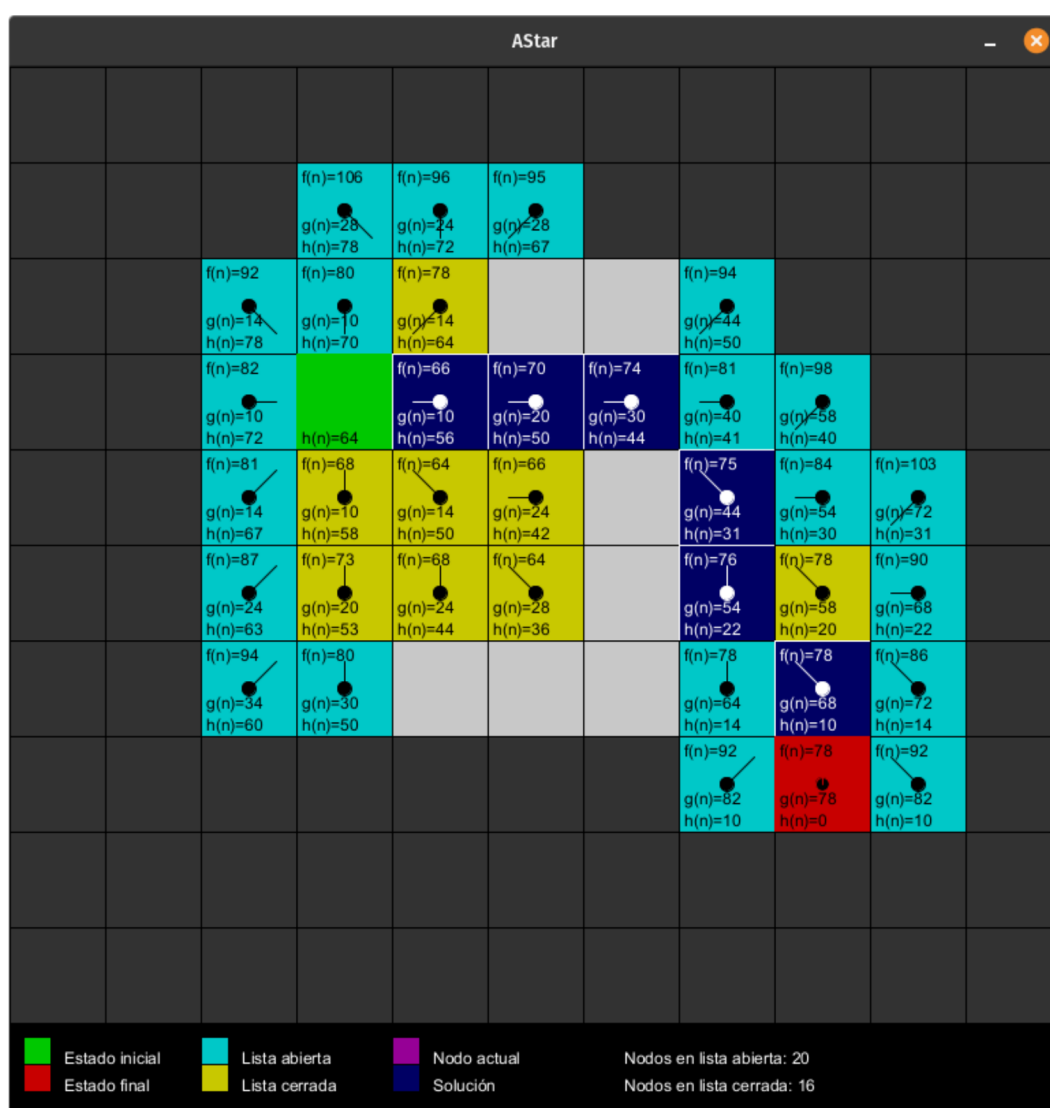 AStar
f(n)=106 f(n)=96 f(n)=95
g(n)=28 g(n)=24 g(n)=28
h(n)=78 h(n)=72 h(n)=67
f(n)=92 f(n)=80 f(n)=78 f(n)=94
g(n)=14 g(n)=10 g(n)=14 g(n)=44
h(n)=78 h(n)=70 h(n)=64 h(n)=50
f(n)=82 f(n)=66 f(n)=70 f(n)=74 f(n)=81 f(n)=98
g(n)=10 g(n)=10 g(n)=20 g(n)=30 g(n)=40 g(n)=58
h(n)=72 h(n)=64 h(n)=56 h(n)=50 h(n)=44 h(n)=41 h(n)=40
f(n)=81 f(n)=68 f(n)=64 f(n)=66 f(n)=75 f(n)=84 f(n)=103
g(n)=14 g(n)=10 g(n)=14 g(n)=24 g(n)=44 g(n)=54 g(n)=72
h(n)=67 h(n)=58 h(n)=50 h(n)=42 h(n)=31 h(n)=30 h(n)=31
f(n)=87 f(n)=73 f(n)=68 f(n)=64 f(n)=76 f(n)=78 f(n)=90
g(n)=24 g(n)=20 g(n)=24 g(n)=28 g(n)=54 g(n)=58 g(n)=68
h(n)=63 h(n)=53 h(n)=44 h(n)=36 h(n)=22 h(n)=20 h(n)=22
f(n)=94 f(n)=80 f(n)=78 f(n)=78 f(n)=86
g(n)=34 g(n)=30 g(n)=64 g(n)=68 g(n)=72
h(n)=60 h(n)=50 h(n)=14 h(n)=10 h(n)=14
f(n)=92 f(n)=78 f(n)=92
g(n)=82 g(n)=78 g(n)=82
h(n)=10 h(n)=0 h(n)=10
Estado inicial Lista abierta Nodo actual Nodos en lista abierta: 20
Estado final Lista cerrada Solución Nodos en lista cerrada: 16